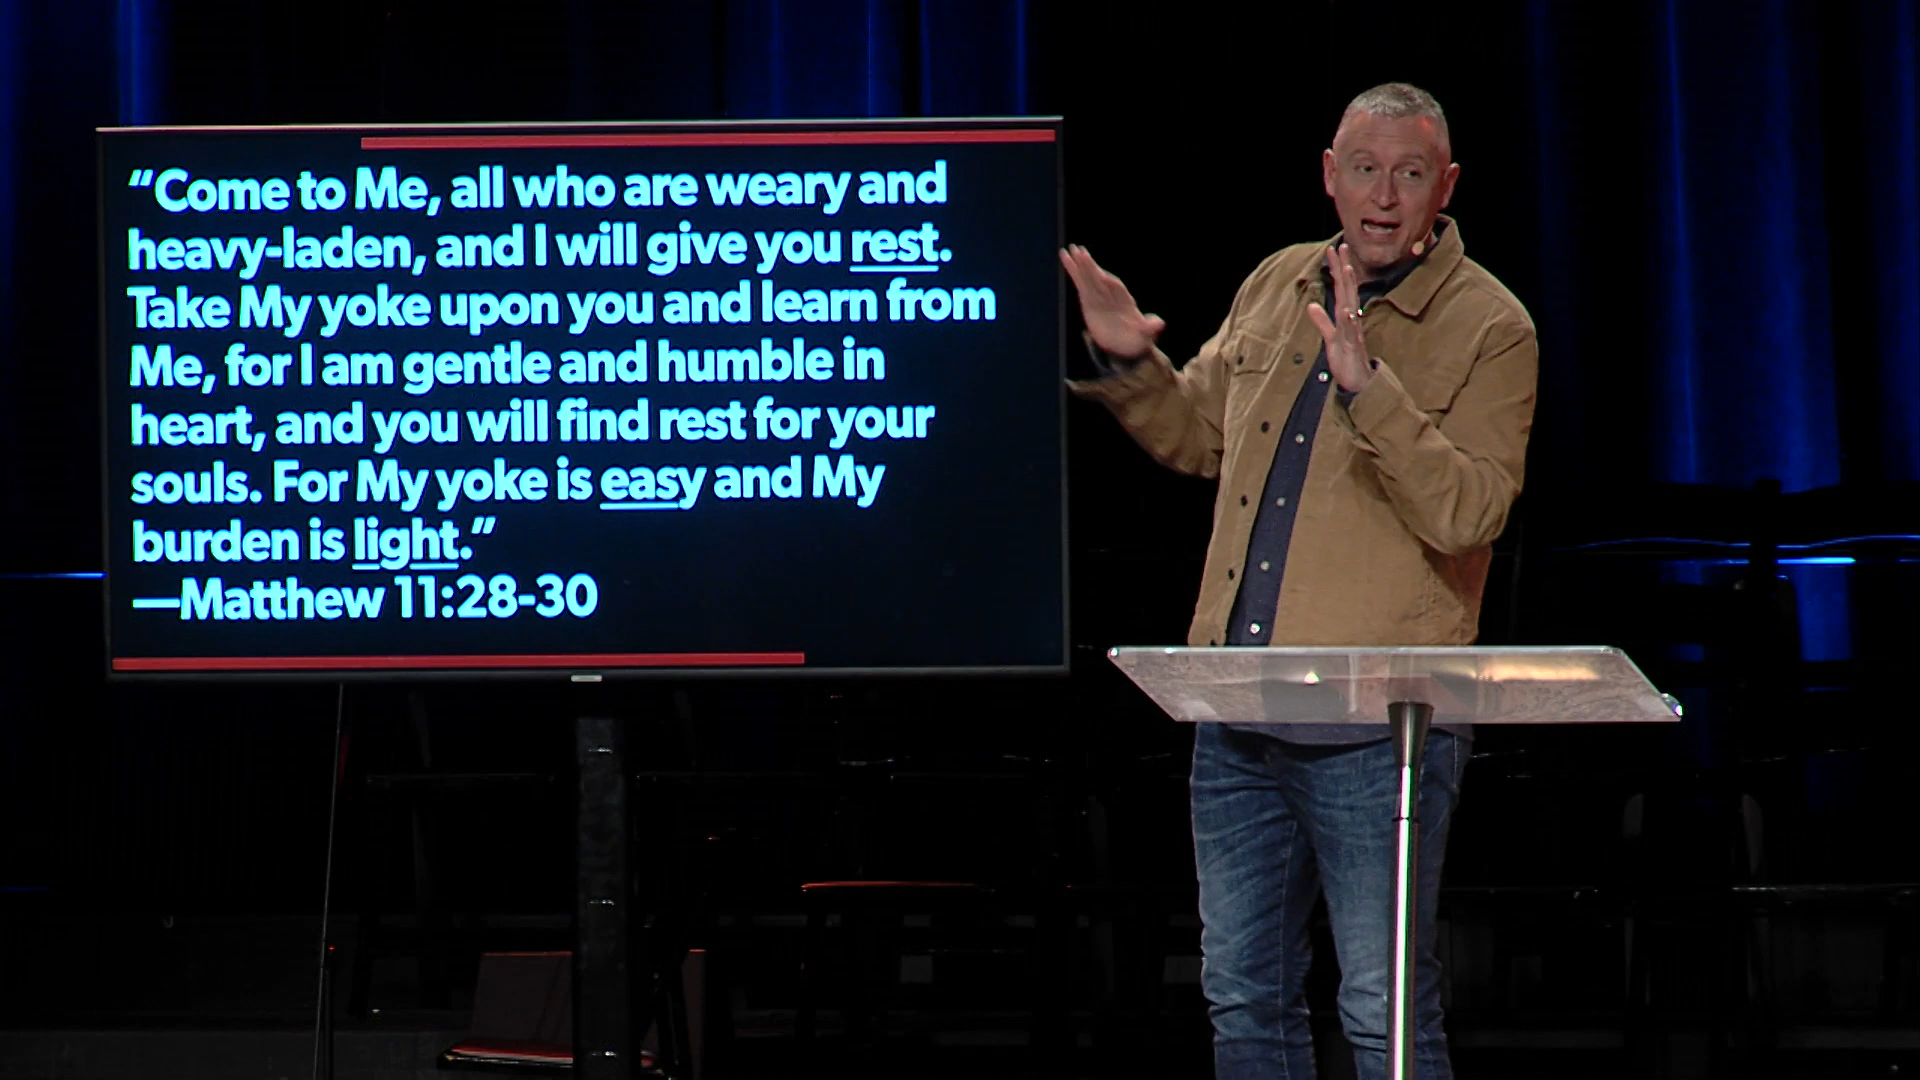 “Come to Me, all who are weary and
heavy-laden, and I will give you rest.
Take My yoke upon you and learn from
Me, for I am gentle and humble in
heart, and you will find rest for your
souls. For My yoke is easy and My
burden is light.”
—Matthew 11:28-30